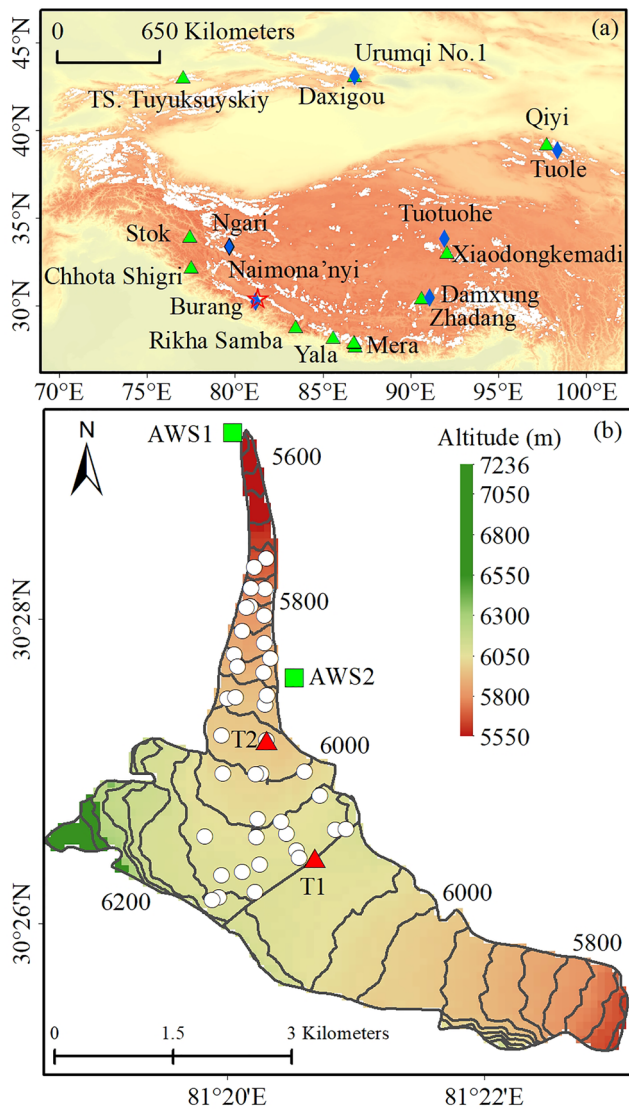 (a)
0 650 Kilometers
Urumqi No.1
TS. Tuyuksuyskiy
Daxigou
Qiyi
Tuole
Tuotuohe
Ngari
Stok
Xiaodongkemadi
Naimona’nyi
Chhota Shigri
Damxung
Burang
Zhadang
Rikha Samba
Yala
Mera
45°N
40°N
35°N
30°N
70°E 75°E 80°E 85°E 90°E 95°E 100°E
(b)
N
AWS1
5600
Altitude (m)
7236
7050
6800
6550
6300
6050
5800
5550
5800
AWS2
T2
6000
T1
6200
6000
5800
0 1.5 3 Kilometers
30°28'N
30°26'N
81°20'E 81°22'E